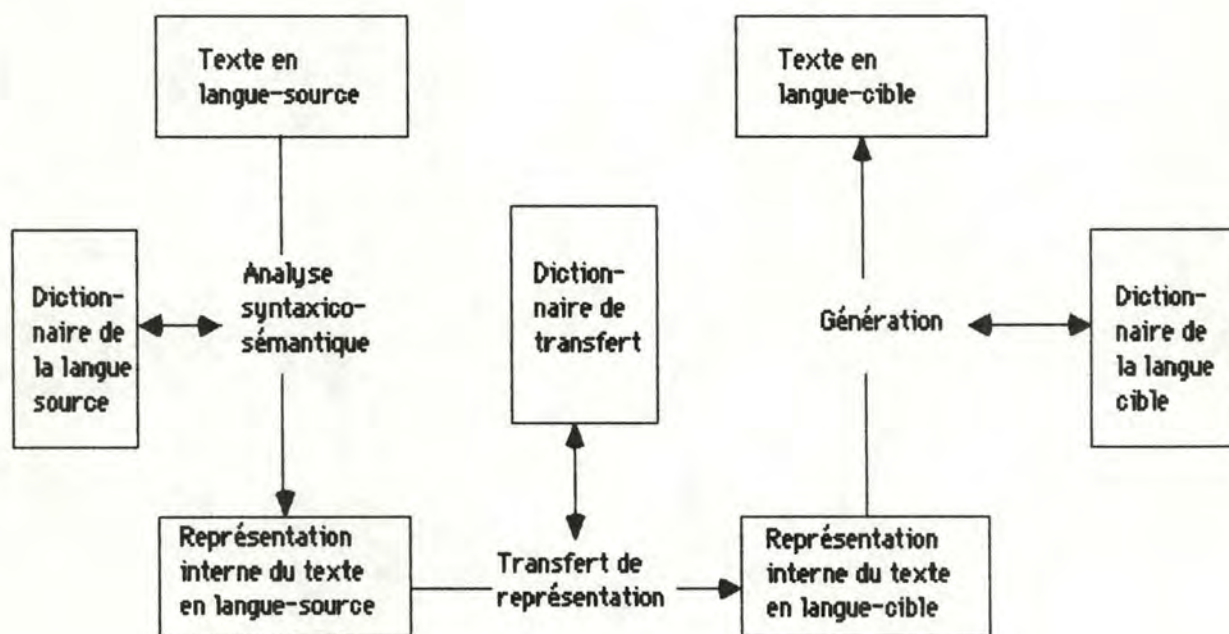 Texte en
langue-source
Texte en
langue-cible
Diction-
naire de
la langue
source
Analyse
syntaxico-
sémantique
Diction-
naire de
transfert
Génération
Diction-
naire de
la langue
cible
Représentation
interne du texte
en langue-source
Transfert de
représentation
Représentation
interne du texte
en langue-cible